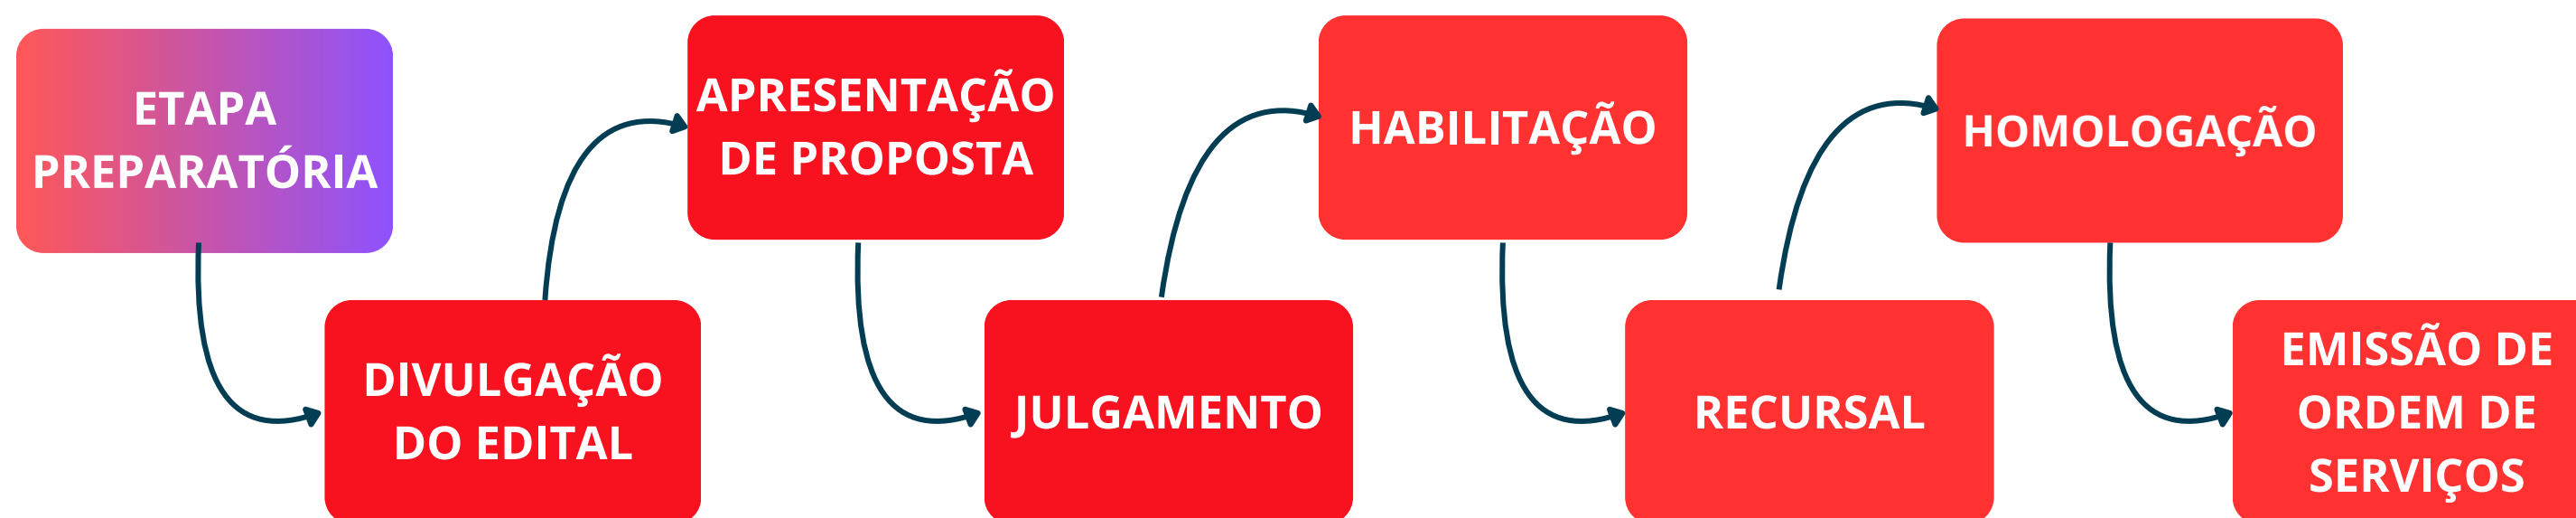 ETAPA
PREPARATÓRIA
DIVULGAÇÃO
DO EDITAL
APRESENTAÇÃO
DE PROPOSTA
JULGAMENTO
HABILITAÇÃO
RECURSAL
HOMOLOGAÇÃO
EMISSÃO DE
ORDEM DE
SERVIÇOS